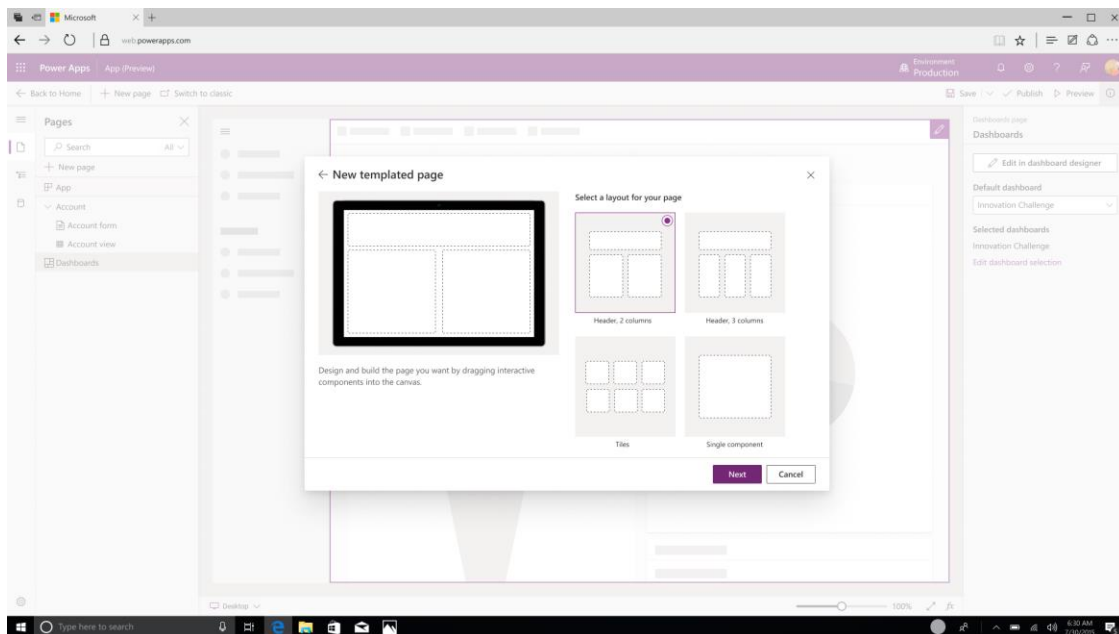 Microsoft
web.powerapps.com
Power Apps App (Preview)
Environment
Production
Back to Home New page Switch to classic
Save Publish Preview
Pages
Search All
New page
App
Account
Account form
Account view
Dashboards
New templated page
Design and build the page you want by dragging interactive
components into the canvas.
Select a layout for your page
Header, 2 columns
Header, 3 columns
Tiles
Single component
Next
Cancel
Dashboards page
Dashboards
Edit in dashboard designer
Default dashboard
Innovation Challenge
Selected dashboards
Innovation Challenge
Edit dashboard selection
Desktop
100%
Type here to search
6:30 AM
7/30/2015